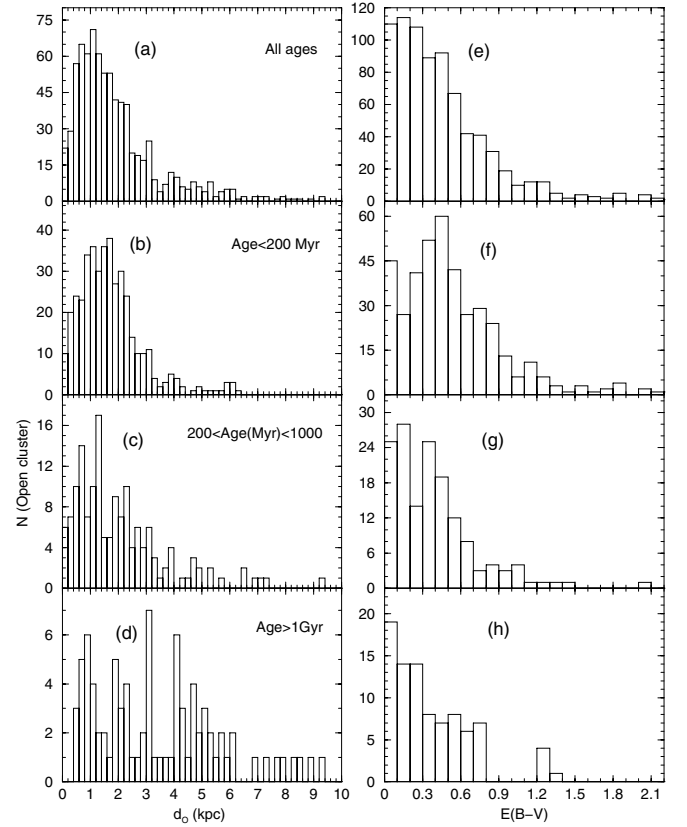 75
60
45
30
15
0
(a)
All ages
40
30
20
10
0
(b)
Age<200 Myr
16
12
8
4
0
(c)
200<Age(Myr)<1000
6
4
2
0
(d)
Age>1Gyr
0 1 2 3 4 5 6 7 8 9 10
d₀ (kpc)
N (Open cluster)
120
100
80
60
40
20
0
(e)
60
45
30
15
0
(f)
30
24
18
12
6
0
(g)
20
15
10
5
0
(h)
0 0.3 0.6 0.9 1.2 1.5 1.8 2.1
E(B−V)